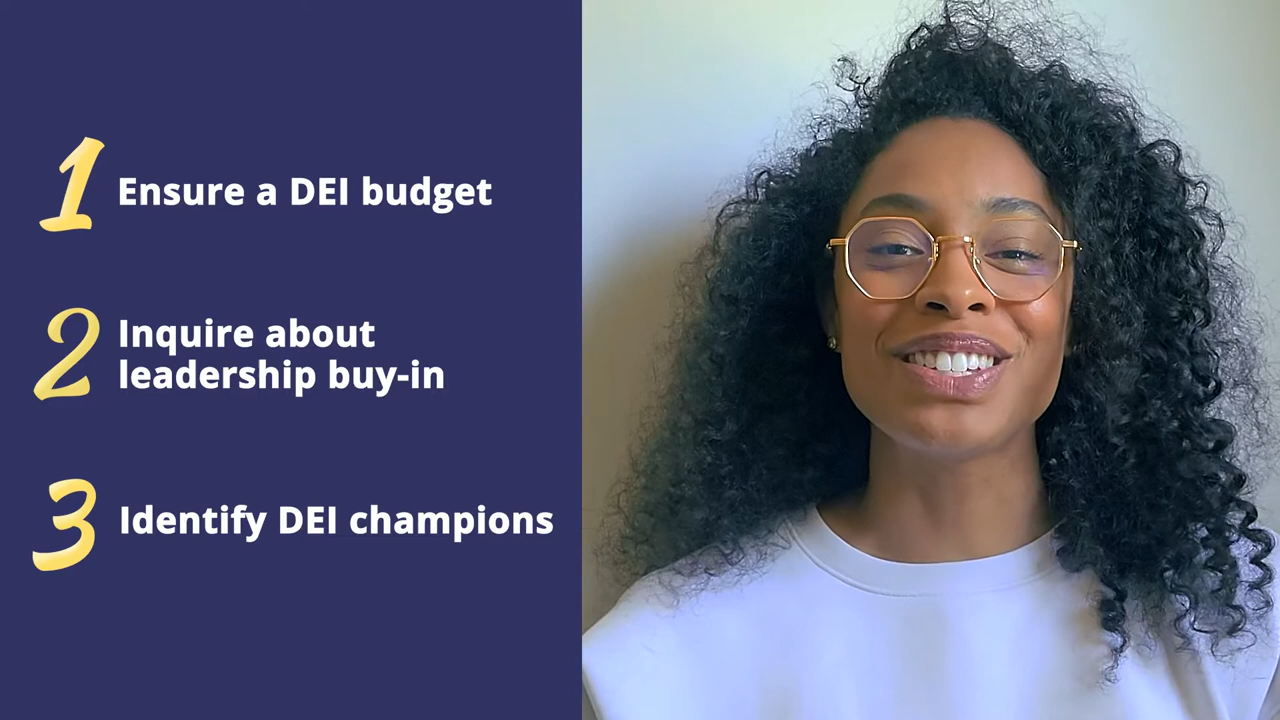 1 Ensure a DEI budget
2 Inquire about
leadership buy-in
3 Identify DEI champions